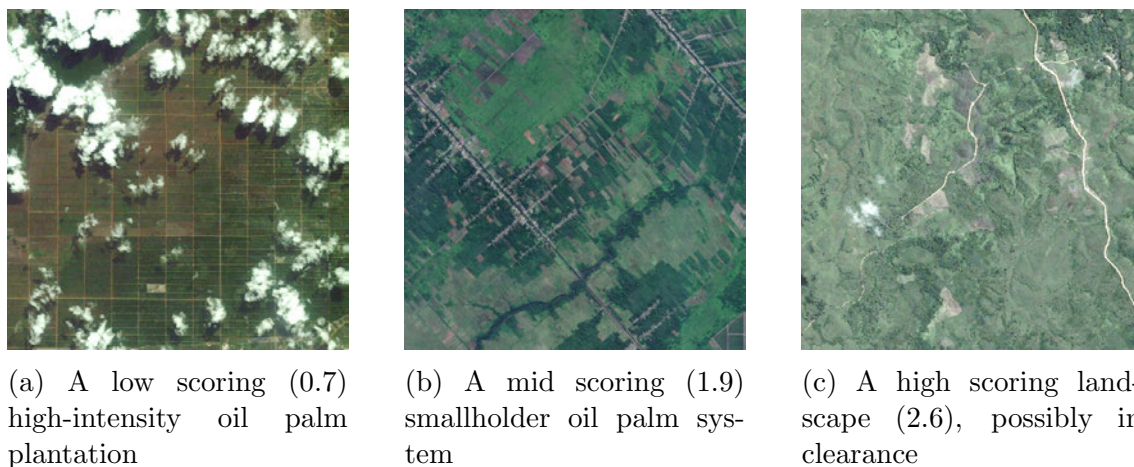 (a) A low scoring (0.7)
high-intensity oil palm
plantation
(b) A mid scoring (1.9)
smallholder oil palm sys-
tem
(c) A high scoring land-
scape (2.6), possibly in
clearance